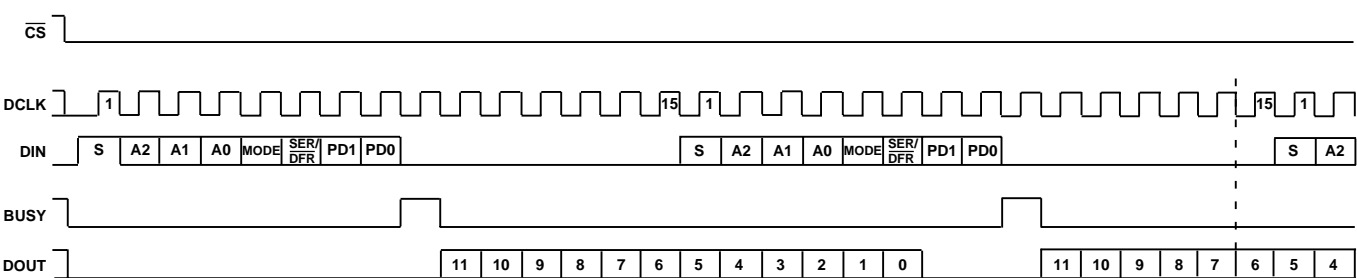 CS
DCLK 1 15 1 15 1
DIN S A2 A1 A0 MODE SER/DFR PD1 PD0 S A2 A1 A0 MODE SER/DFR PD1 PD0 S A2
BUSY
DOUT 11 10 9 8 7 6 5 4 3 2 1 0 11 10 9 8 7 6 5 4